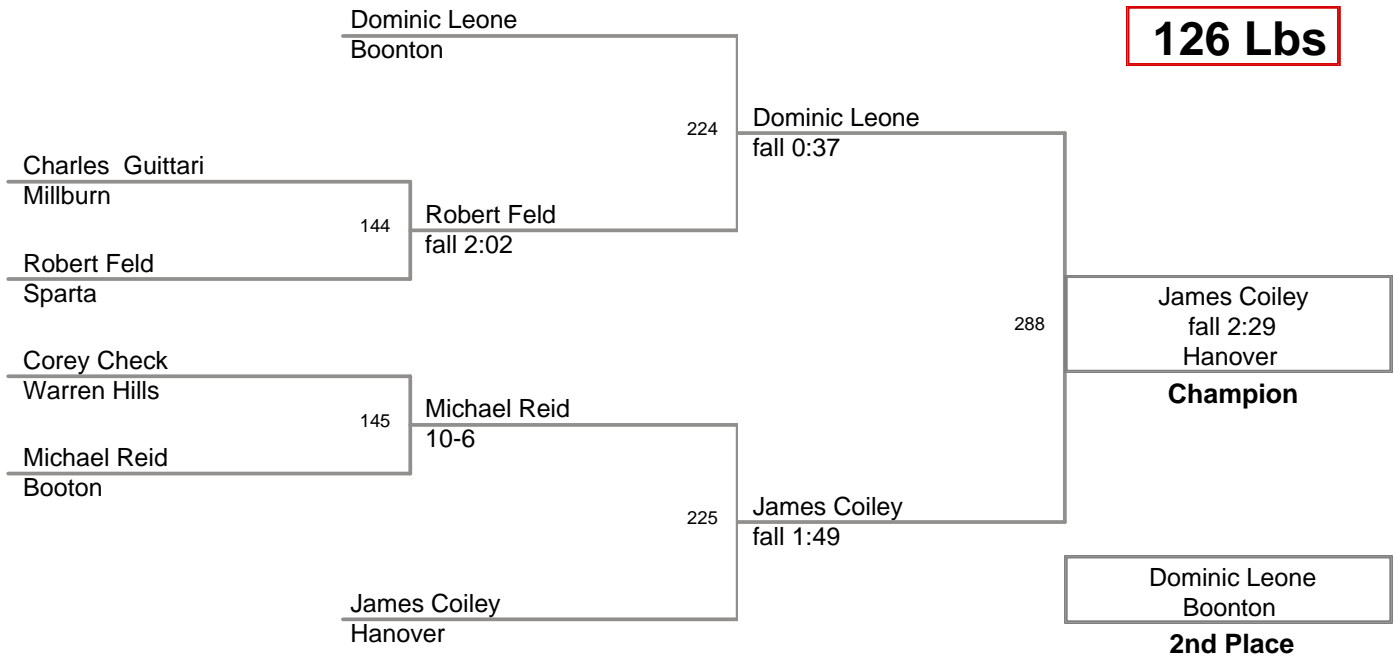 Dominic Leone
Boonton
126 Lbs
224
Dominic Leone
fall 0:37
Charles  Guittari
Millburn
144
Robert Feld
fall 2:02
Robert Feld
Sparta
288
James Coiley
fall 2:29
Hanover
Champion
Corey Check
Warren Hills
145
Michael Reid
10-6
Michael Reid
Booton
225
James Coiley
fall 1:49
James Coiley
Hanover
Dominic Leone
Boonton
2nd Place